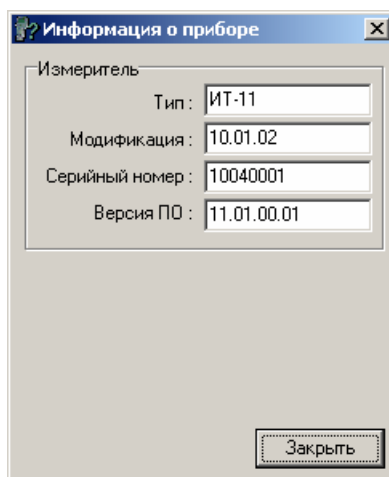 Информация о приборе
Измеритель
Тип : ИТ-11
Модификация : 10.01.02
Серийный номер : 10040001
Версия ПО : 11.01.00.01
Закрыть